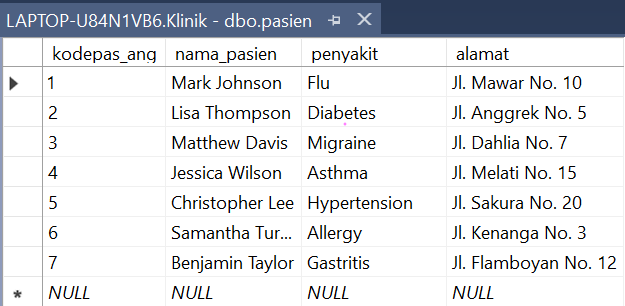 LAPTOP-U84N1VB6.Klinik - dbo.pasien
kodepas_ang nama_pasien penyakit alamat
1 Mark Johnson Flu Jl. Mawar No. 10
2 Lisa Thompson Diabetes Jl. Anggrek No. 5
3 Matthew Davis Migraine Jl. Dahlia No. 7
4 Jessica Wilson Asthma Jl. Melati No. 15
5 Christopher Lee Hypertension Jl. Sakura No. 20
6 Samantha Tur... Allergy Jl. Kenanga No. 3
7 Benjamin Taylor Gastritis Jl. Flamboyan No. 12
NULL NULL NULL NULL